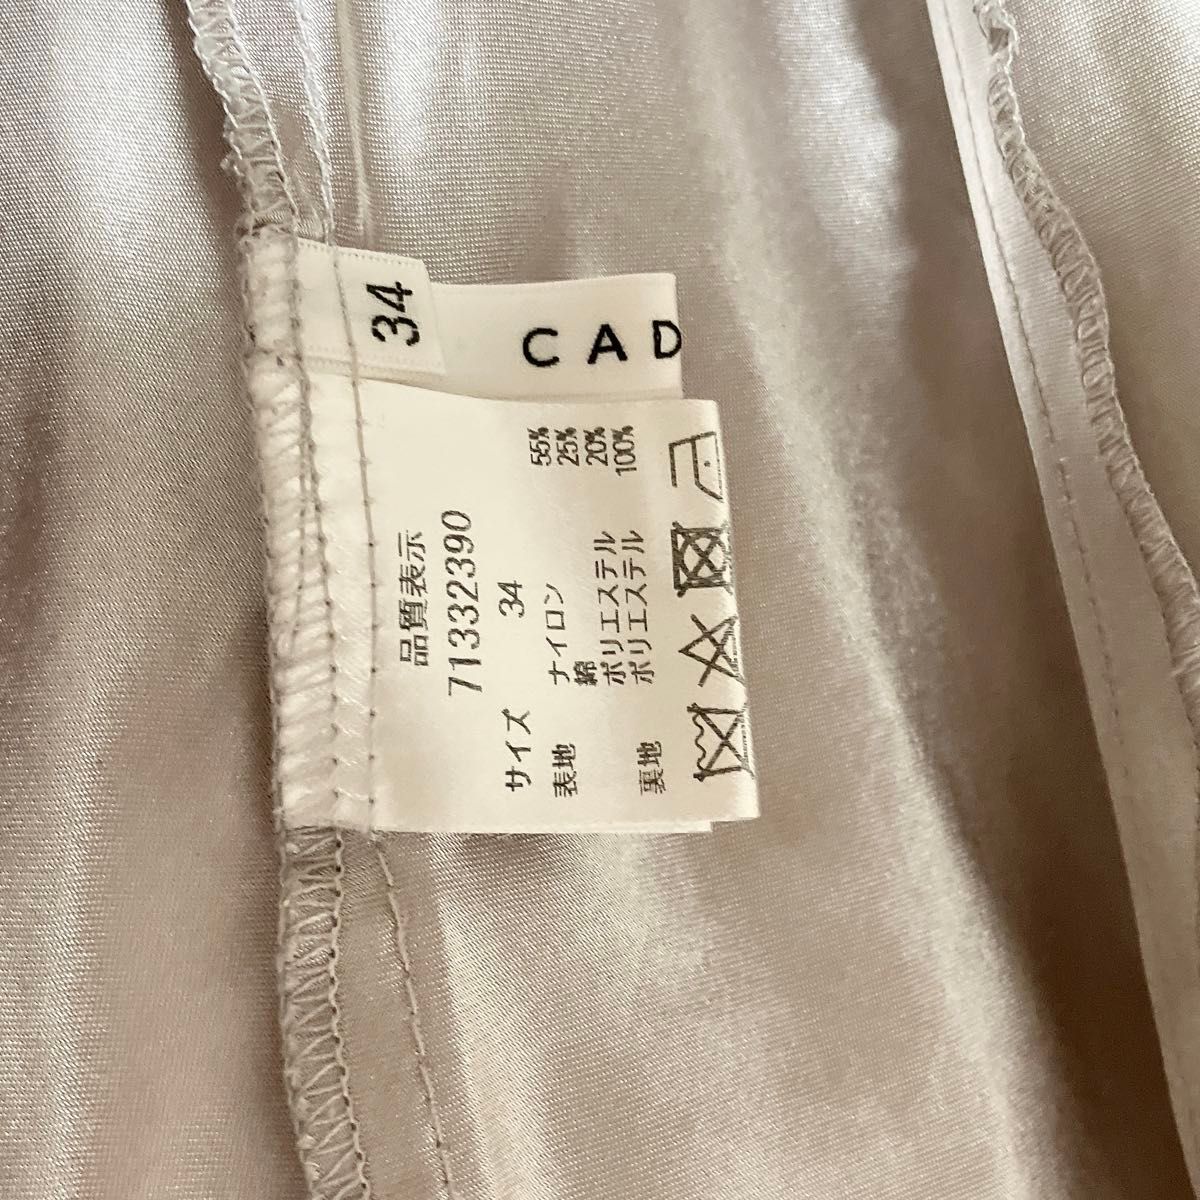 34
C A D
品質表示
71332390
サイズ 34
表地 ナイロン 55%
綿 25%
ポリエステル 20%
裏地 ポリエステル 100%